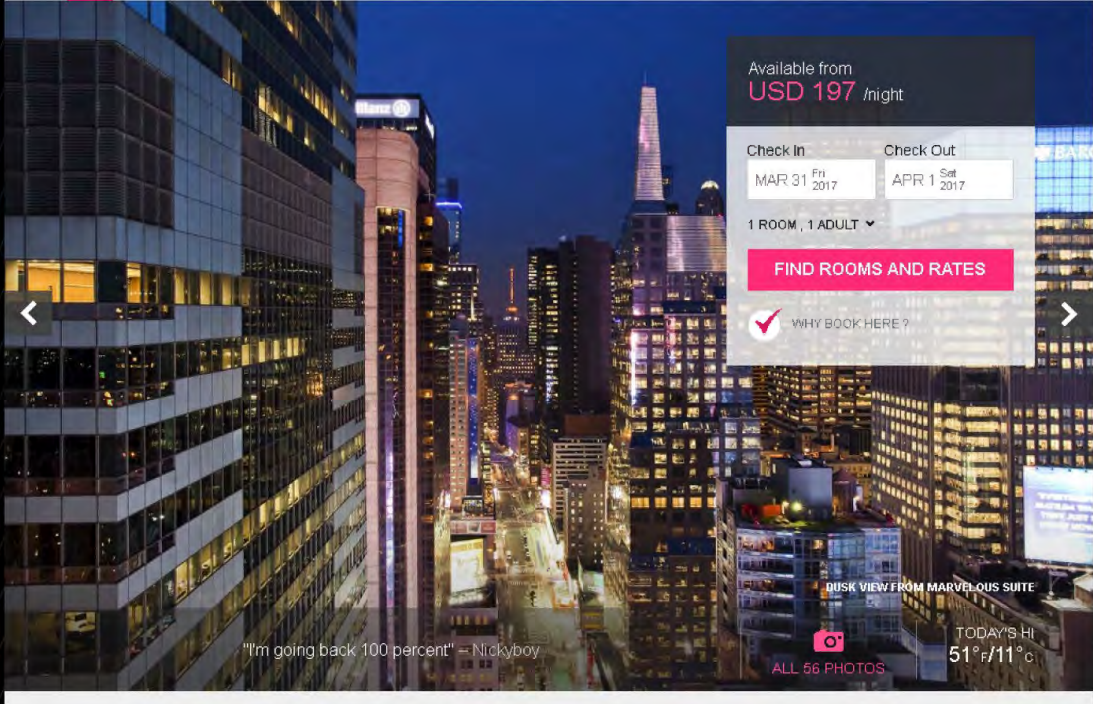 Available from
USD 197 /night
Allianz
Check In
Check Out
MAR 31 Fri 2017
APR 1 Sat 2017
1 ROOM , 1 ADULT
FIND ROOMS AND RATES
WHY BOOK HERE ?
DUSK VIEW FROM MARVELOUS SUITE
"I'm going back 100 percent" – Nickyboy
ALL 56 PHOTOS
TODAY'S HI
51°F/11°C